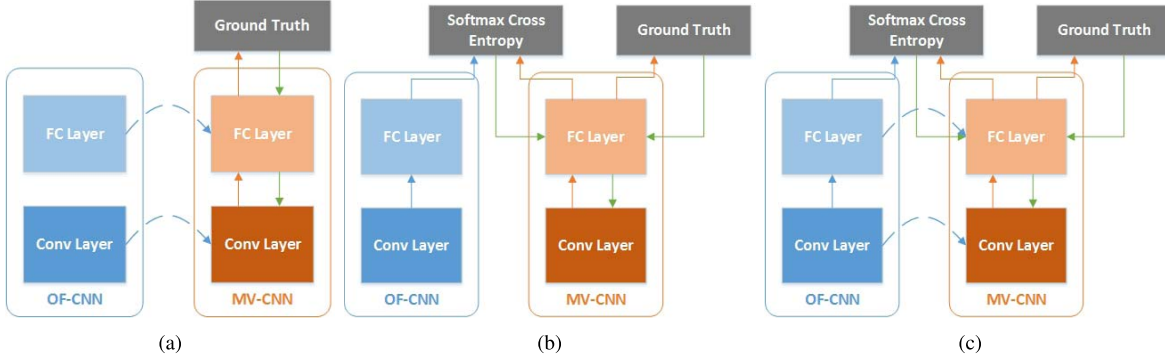 Ground Truth
FC Layer
FC Layer
Conv Layer
Conv Layer
OF-CNN
MV-CNN
(a)
Softmax Cross
Entropy
Ground Truth
FC Layer
FC Layer
Conv Layer
Conv Layer
OF-CNN
MV-CNN
(b)
Softmax Cross
Entropy
Ground Truth
FC Layer
FC Layer
Conv Layer
Conv Layer
OF-CNN
MV-CNN
(c)